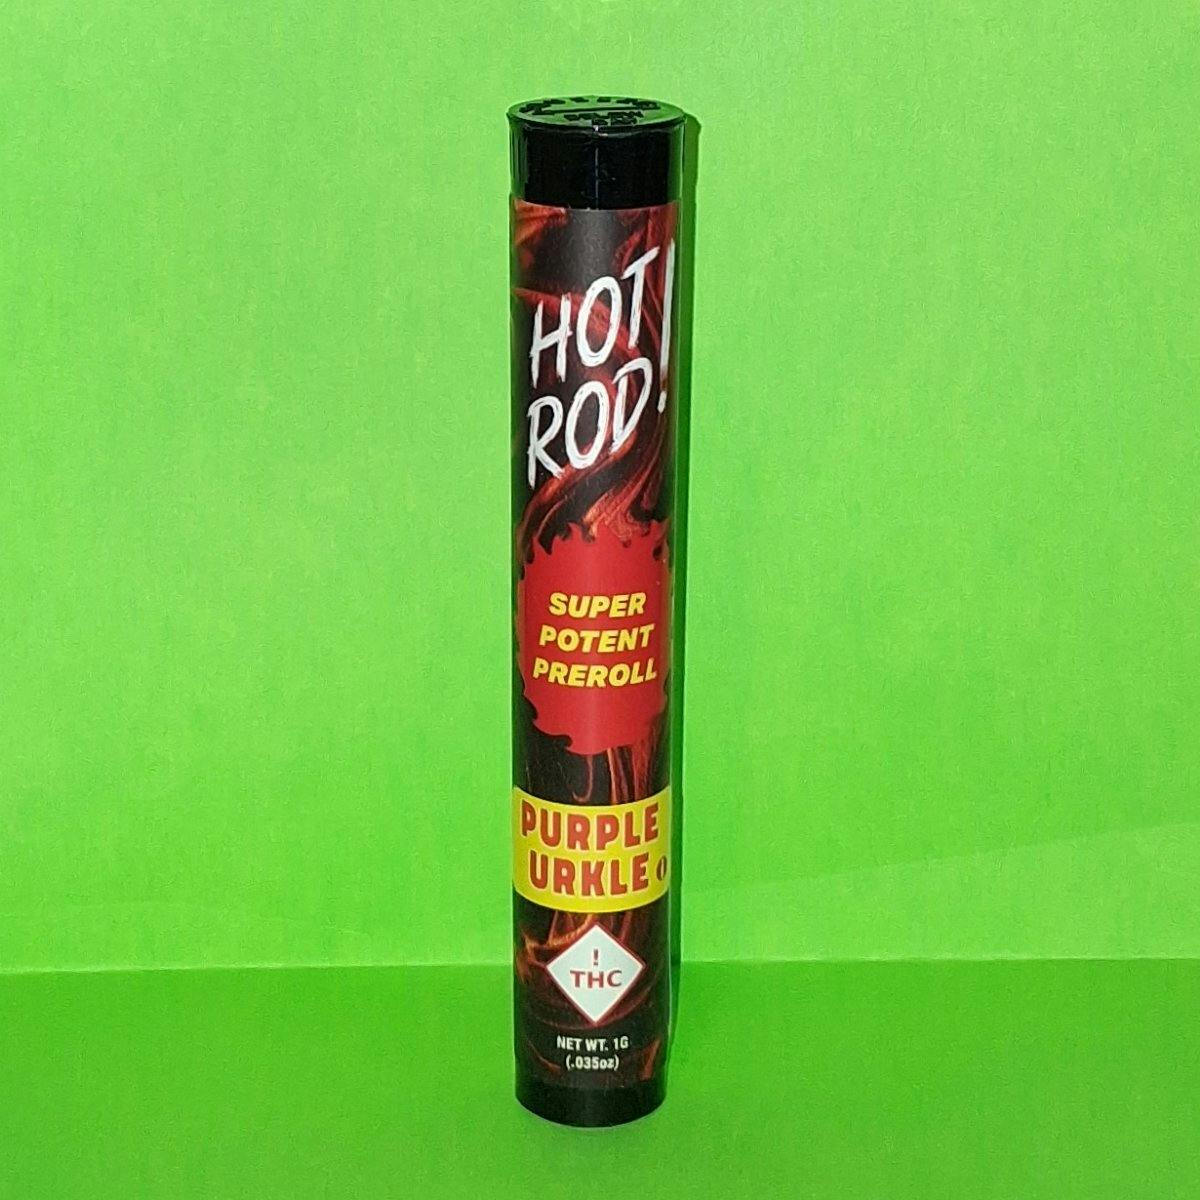 HOT
ROD!
SUPER
POTENT
PREROLL
PURPLE
URKLE
!
THC
NET WT. 1G
(.035oz)